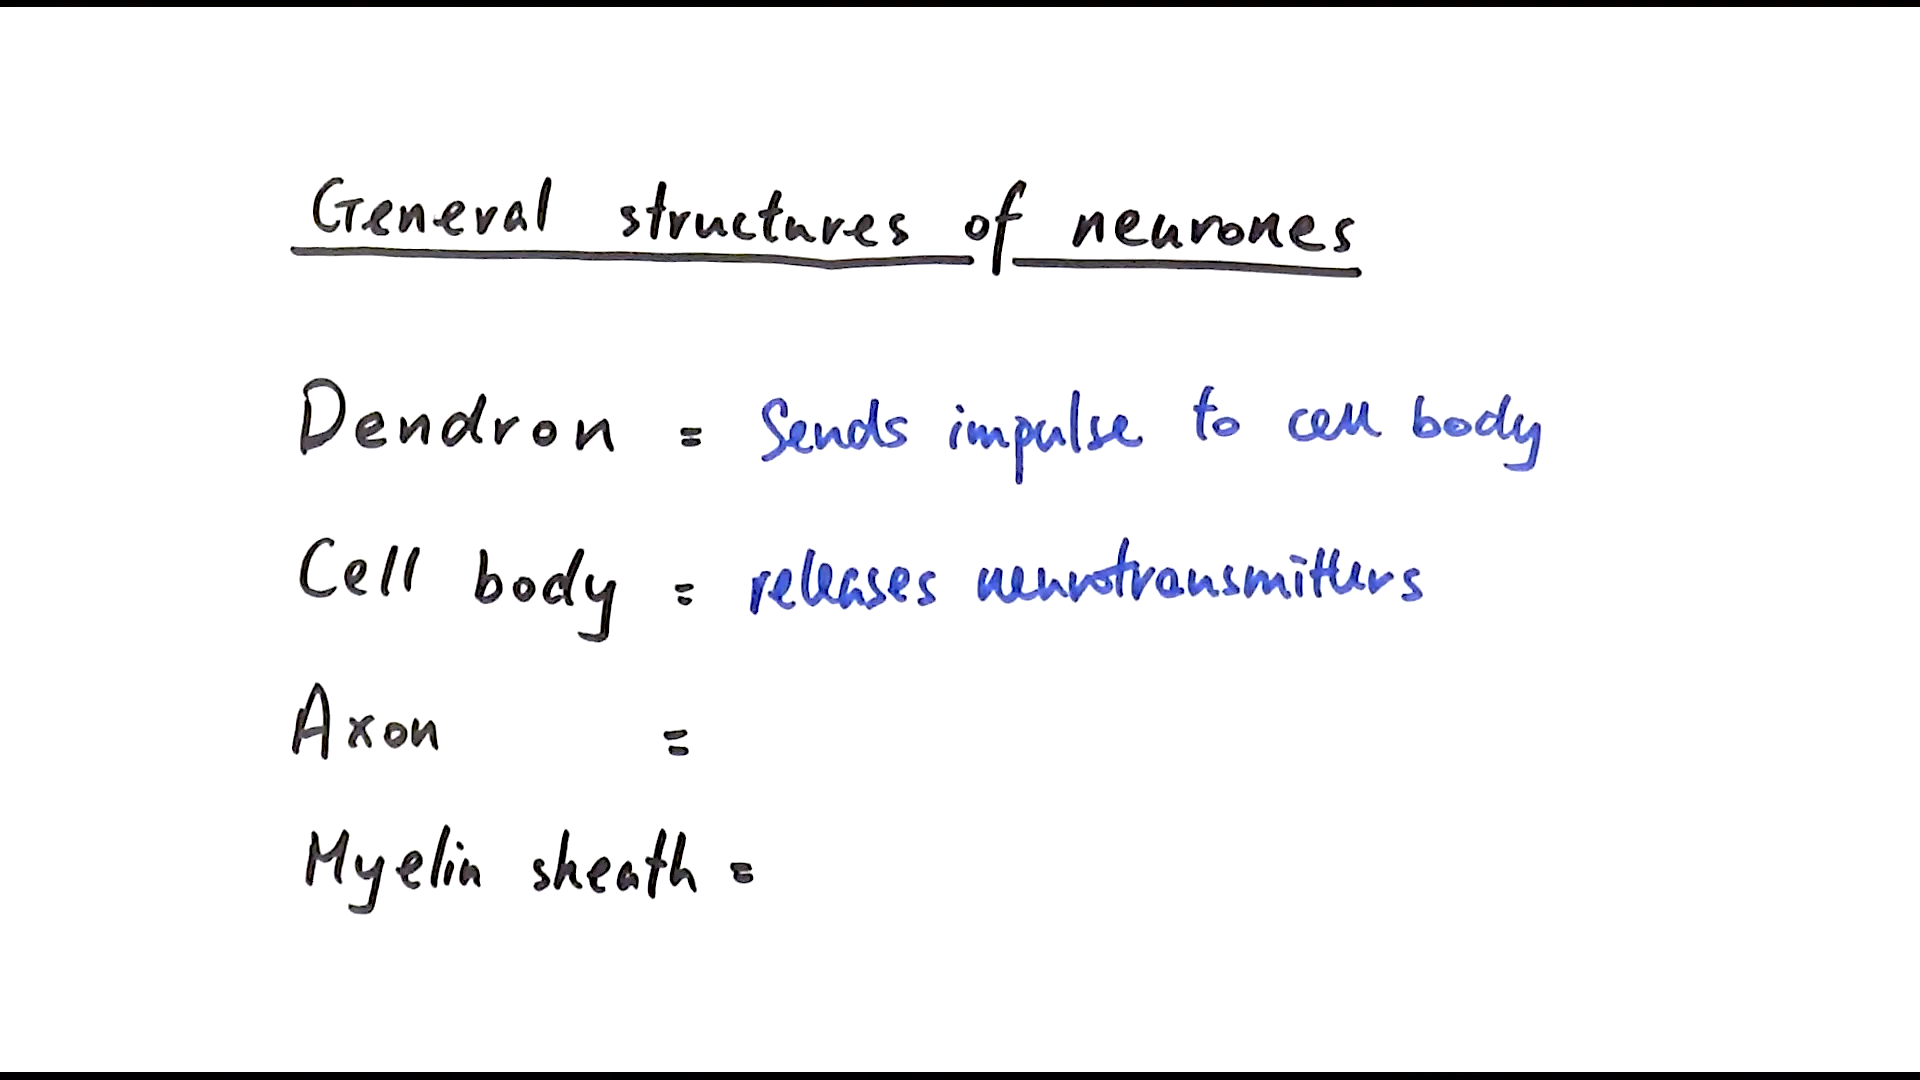 General structures of neurones
Dendron = Sends impulse to cell body
Cell body = releases neurotransmitters
Axon =
Myelin sheath =